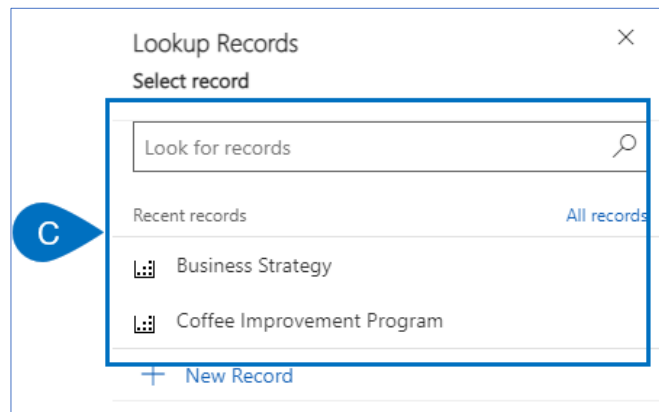 Lookup Records
Select record
Look for records
Recent records All records
C
Business Strategy
Coffee Improvement Program
New Record